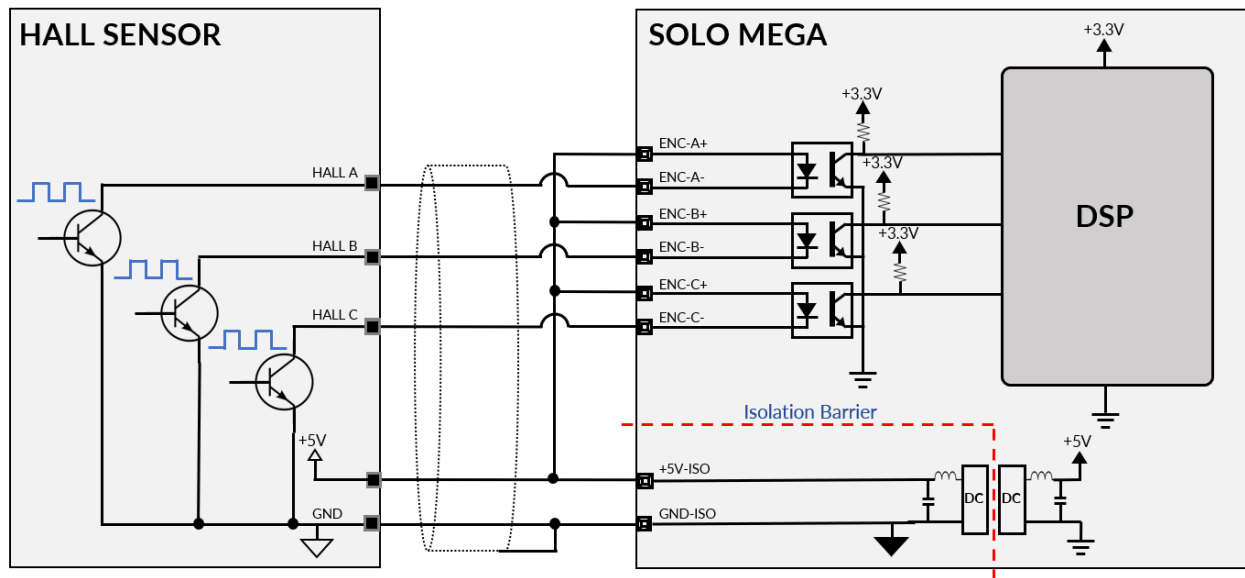 HALL SENSOR
SOLO MEGA
+3.3V
+3.3V
ENC-A+
HALL A
ENC-A-
+3.3V
ENC-B+
DSP
HALL B
ENC-B-
+3.3V
ENC-C+
HALL C
ENC-C-
Isolation Barrier
+5V
+5V
+5V-ISO
DC
DC
GND
GND-ISO